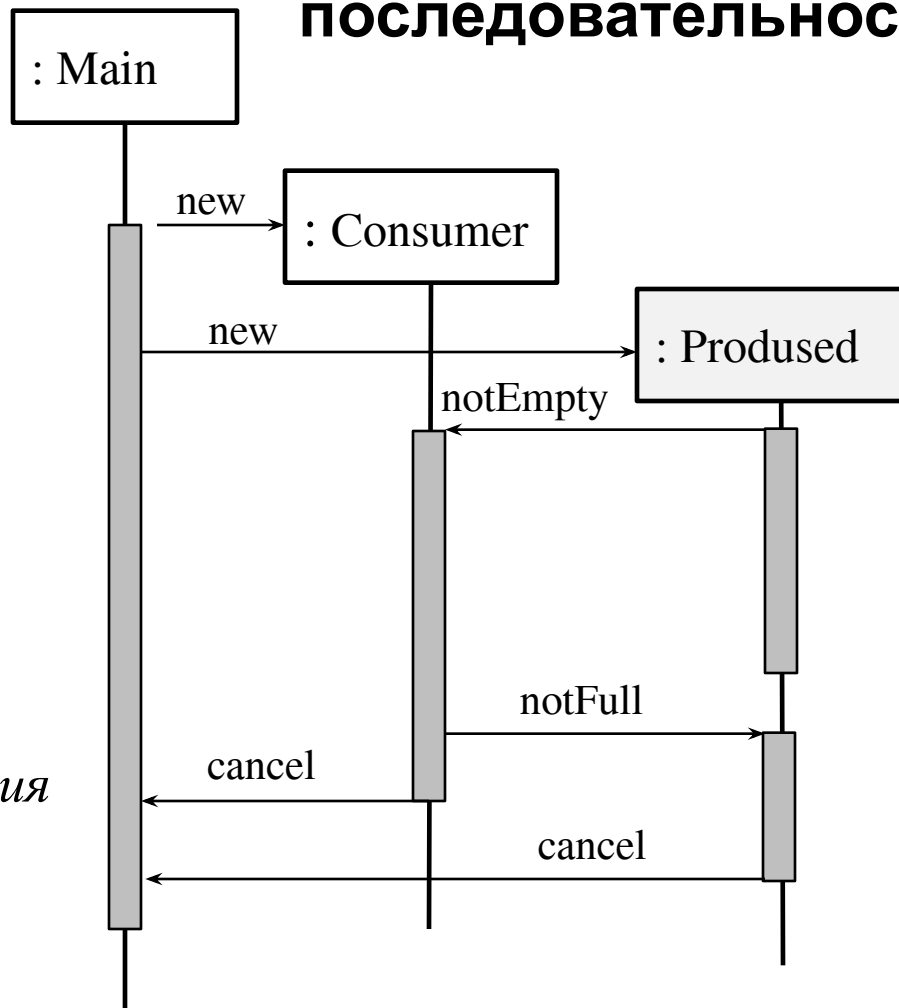 последовательнос
: Main
new
: Consumer
new
: Prodused
notEmpty
notFull
cancel
ия
cancel